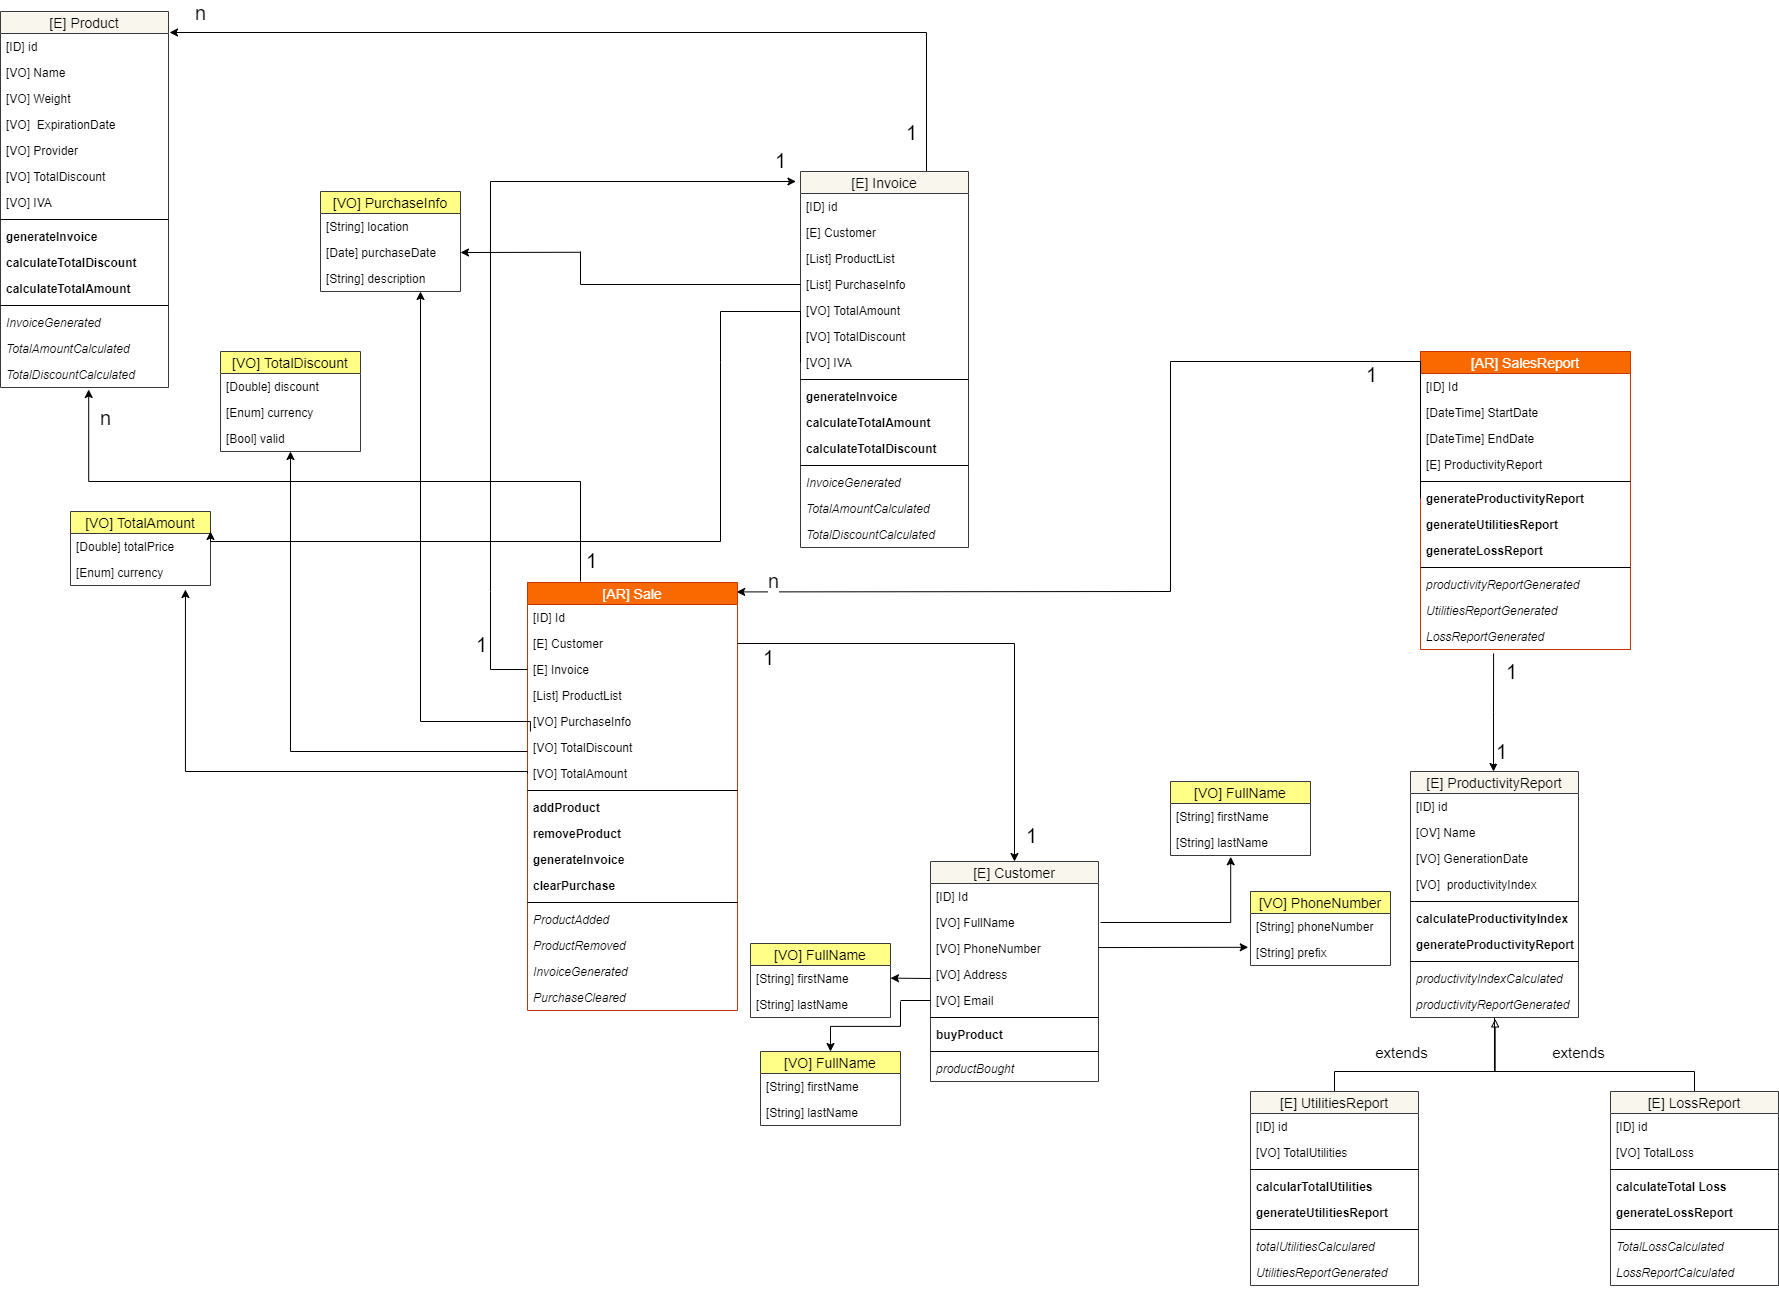 n
[E] Product
[ID] id
[VO] Name
[VO] Weight
[VO]  ExpirationDate
[VO] Provider
[VO] TotalDiscount
[VO] IVA
generateInvoice
calculateTotalDiscount
calculateTotalAmount
InvoiceGenerated
TotalAmountCalculated
TotalDiscountCalculated
n
1
1
[E] Invoice
[ID] id
[E] Customer
[List] ProductList
[List] PurchaseInfo
[VO] TotalAmount
[VO] TotalDiscount
[VO] IVA
generateInvoice
calculateTotalAmount
calculateTotalDiscount
InvoiceGenerated
TotalAmountCalculated
TotalDiscountCalculated
[VO] PurchaseInfo
[String] location
[Date] purchaseDate
[String] description
[VO] TotalDiscount
[Double] discount
[Enum] currency
[Bool] valid
[VO] TotalAmount
[Double] totalPrice
[Enum] currency
1
[AR] SalesReport
[ID] Id
[DateTime] StartDate
[DateTime] EndDate
[E] ProductivityReport
generateProductivityReport
generateUtilitiesReport
generateLossReport
productivityReportGenerated
UtilitiesReportGenerated
LossReportGenerated
1
1
n
1
[AR] Sale
[ID] Id
[E] Customer
[E] Invoice
[List] ProductList
[VO] PurchaseInfo
[VO] TotalDiscount
[VO] TotalAmount
addProduct
removeProduct
generateInvoice
clearPurchase
ProductAdded
ProductRemoved
InvoiceGenerated
PurchaseCleared
1
1
1
[E] Customer
[ID] Id
[VO] FullName
[VO] PhoneNumber
[VO] Address
[VO] Email
buyProduct
productBought
[VO] FullName
[String] firstName
[String] lastName
[VO] PhoneNumber
[String] phoneNumber
[String] prefix
[VO] FullName
[String] firstName
[String] lastName
[VO] FullName
[String] firstName
[String] lastName
[E] ProductivityReport
[ID] id
[OV] Name
[VO] GenerationDate
[VO]  productivityIndex
calculateProductivityIndex
generateProductivityReport
productivityIndexCalculated
productivityReportGenerated
extends
extends
[E] UtilitiesReport
[ID] id
[VO] TotalUtilities
calcularTotalUtilities
generateUtilitiesReport
totalUtilitiesCalculared
UtilitiesReportGenerated
[E] LossReport
[ID] id
[VO] TotalLoss
calculateTotal Loss
generateLossReport
TotalLossCalculated
LossReportCalculated